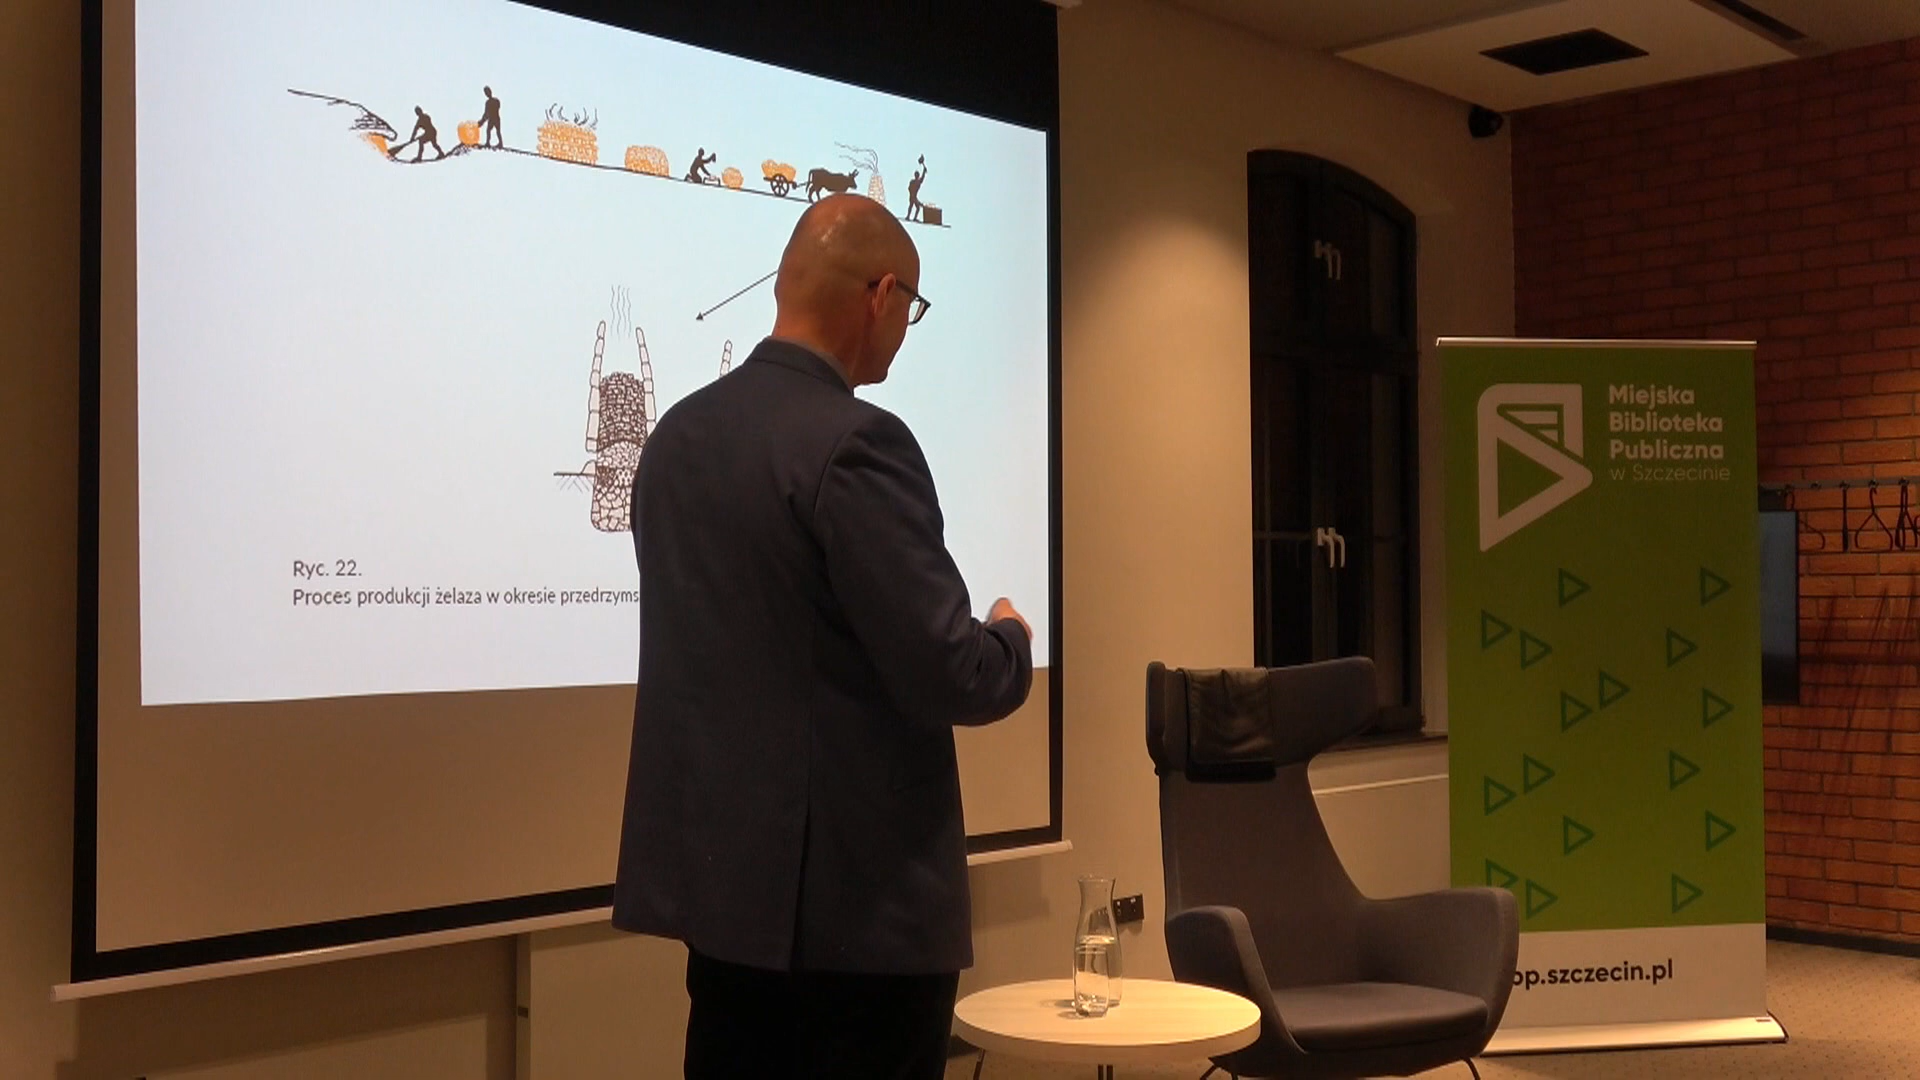 Ryc. 22.
Proces produkcji żelaza w okresie przedrzyms
Miejska
Biblioteka
Publiczna
w Szczecinie
op.szczecin.pl